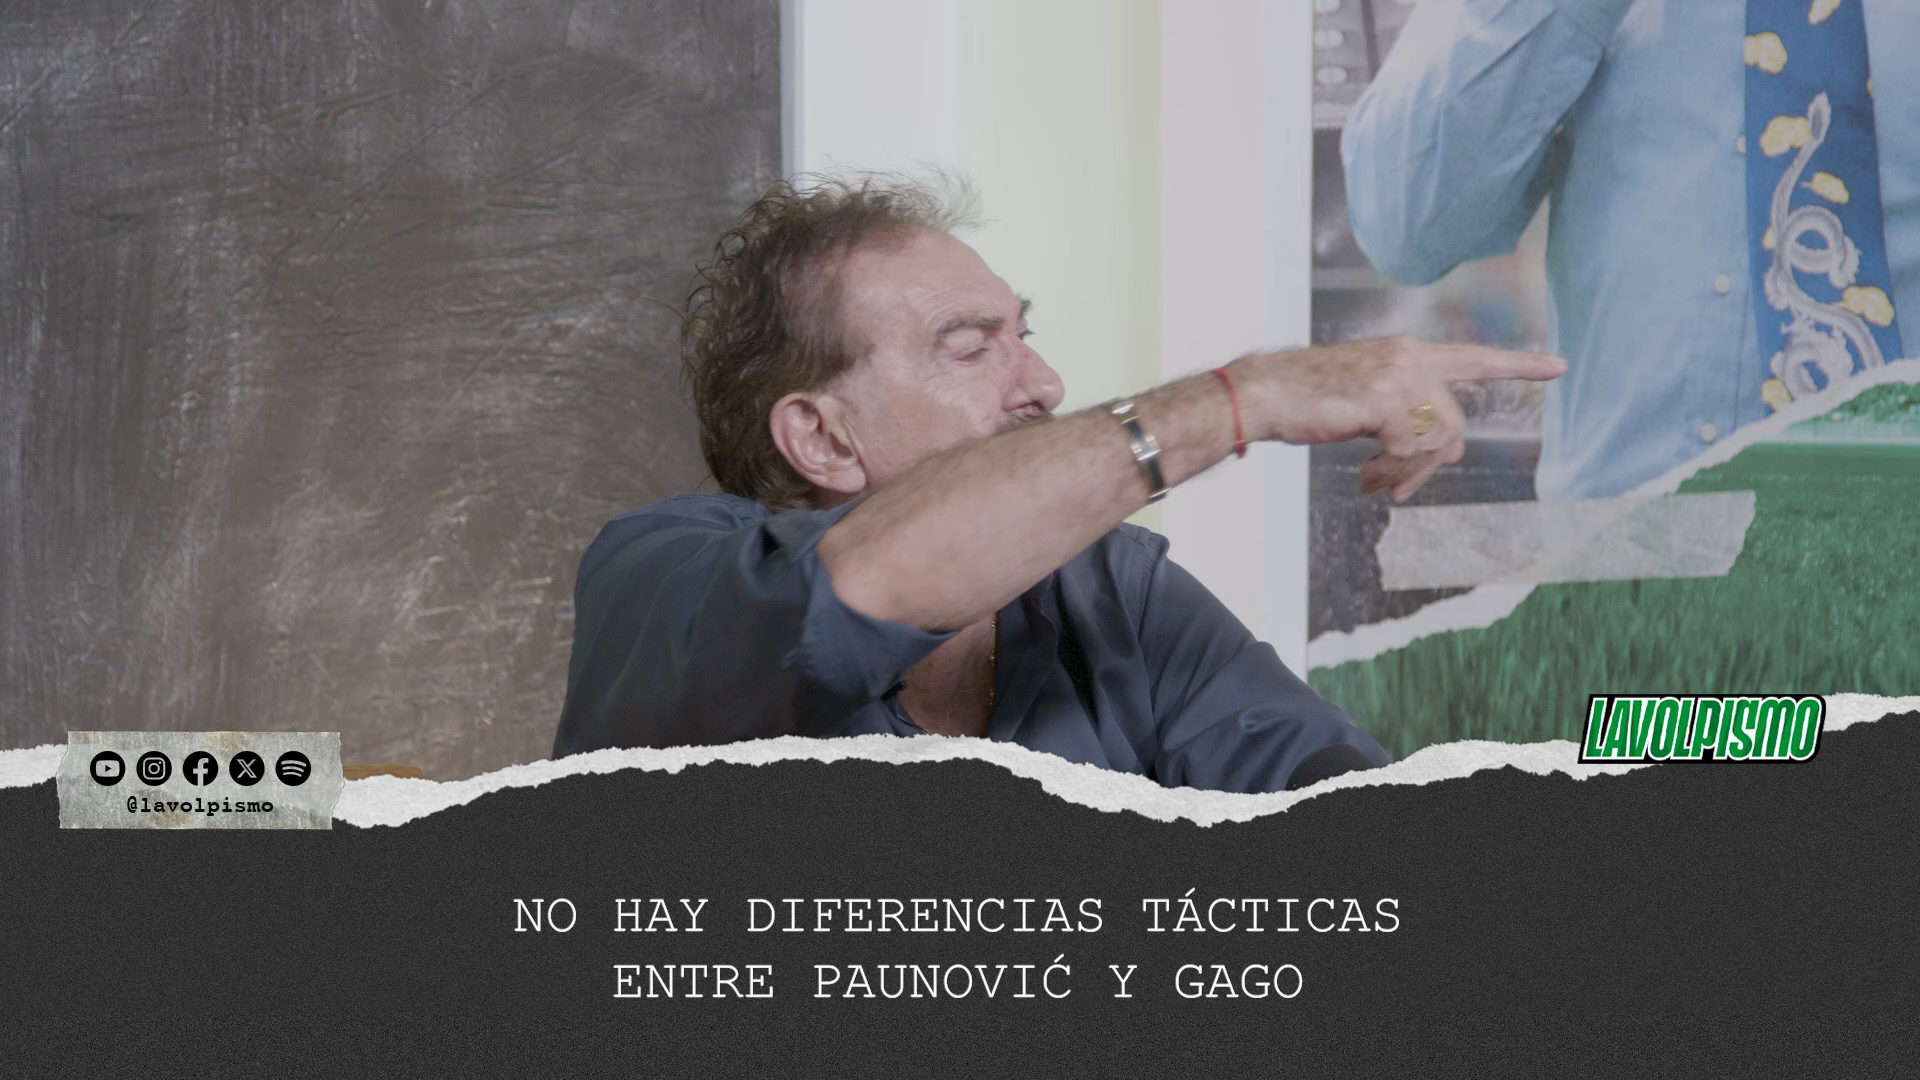 LAVOLPISMO
@lavolpismo
NO HAY DIFERENCIAS TÁCTICAS
ENTRE PAUNOVIĆ Y GAGO